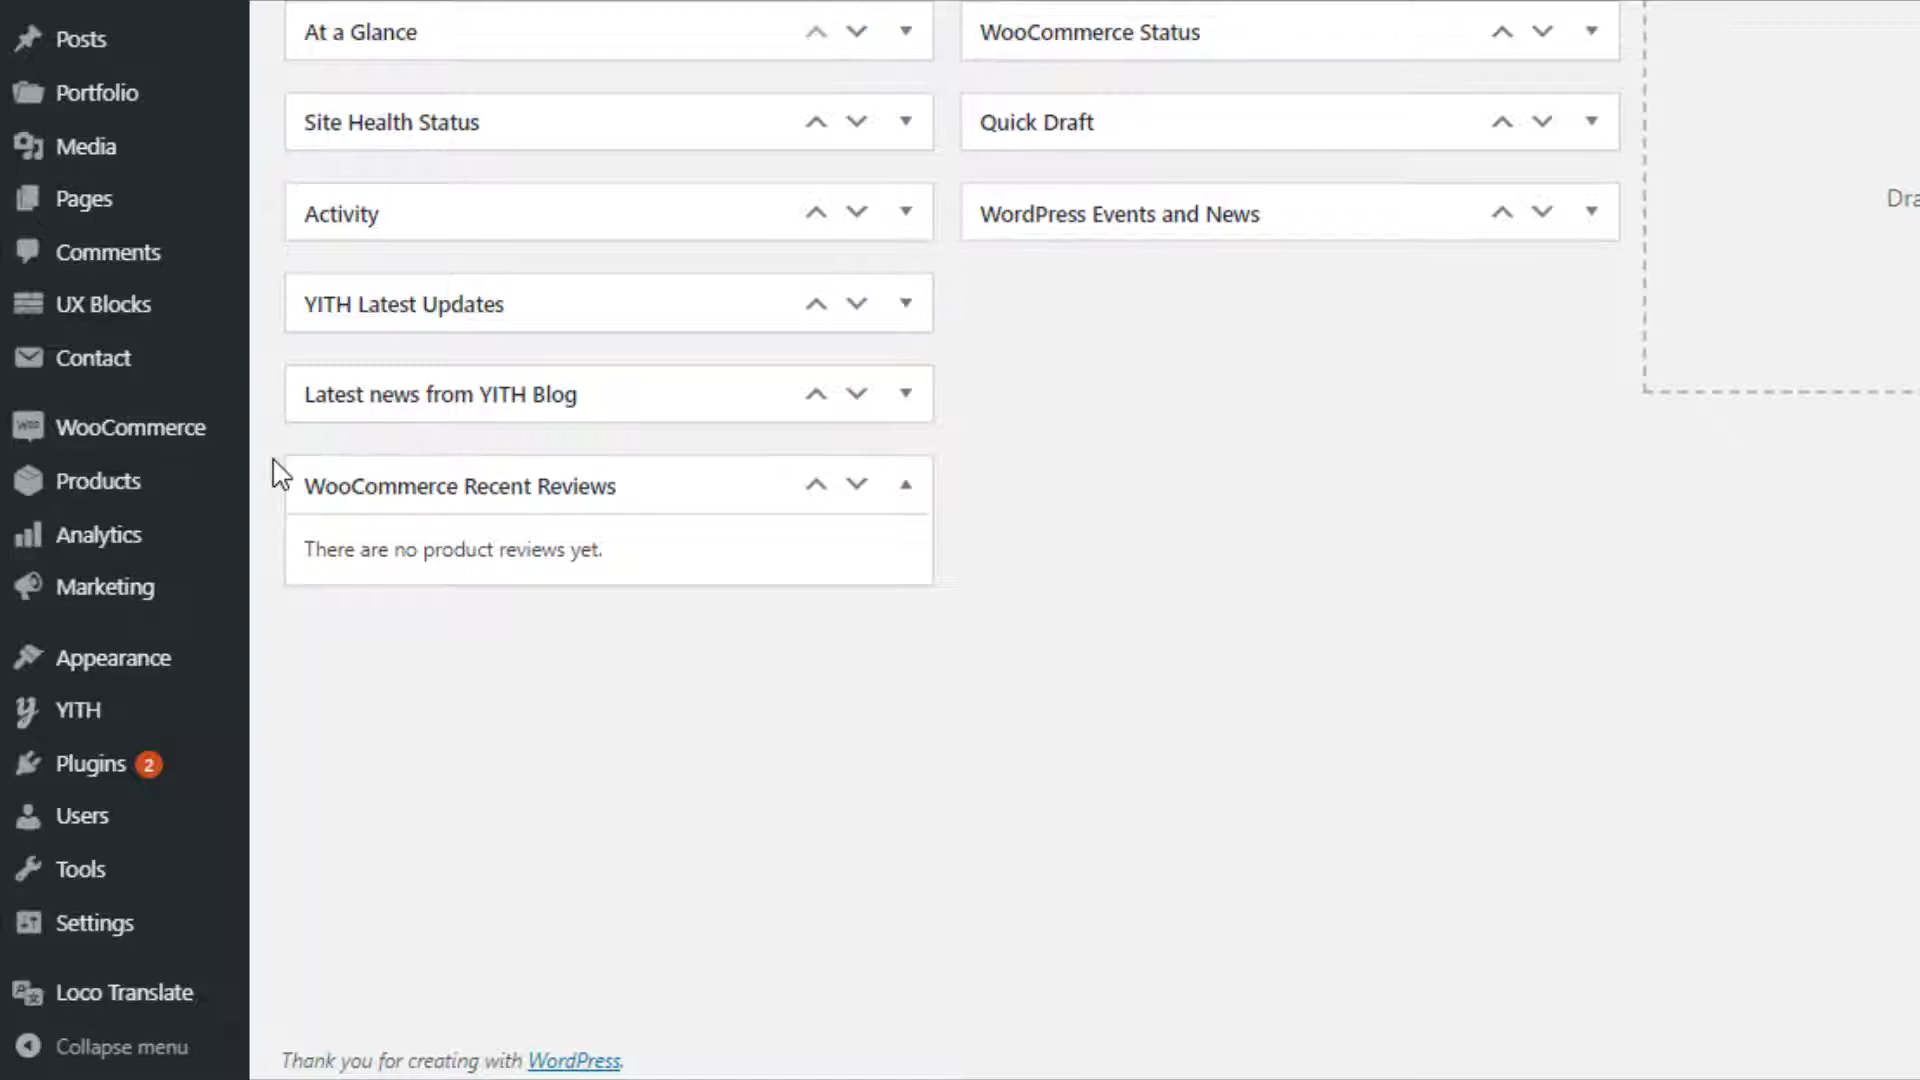 Posts
Portfolio
Media
Pages
Comments
UX Blocks
Contact
WooCommerce
Products
Analytics
Marketing
Appearance
YITH
Plugins 2
Users
Tools
Settings
Loco Translate
Collapse menu
At a Glance
Site Health Status
Activity
YITH Latest Updates
Latest news from YITH Blog
WooCommerce Recent Reviews
There are no product reviews yet.
WooCommerce Status
Quick Draft
WordPress Events and News
Dra
Thank you for creating with WordPress.